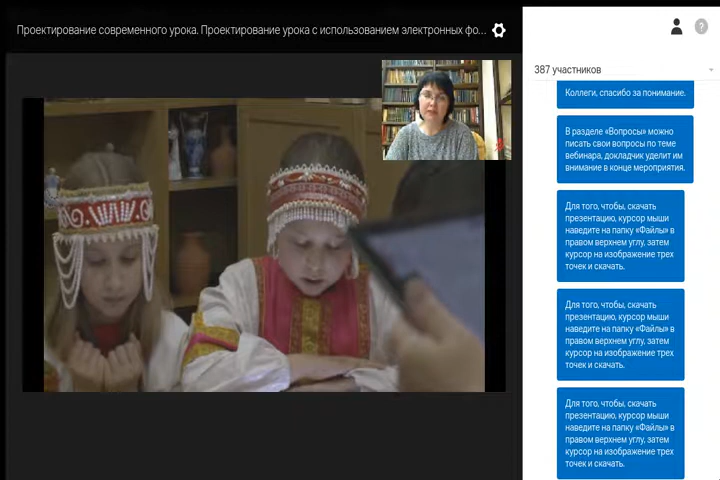 Проектирование современного урока. Проектирование урока с использованием электронных фо...
387 участников
Коллеги, спасибо за понимание.
В разделе «Вопросы» можно
писать свои вопросы по теме
вебинара, докладчик уделит им
внимание в конце мероприятия.
Для того, чтобы, скачать
презентацию, курсор мыши
наведите на папку «Файлы» в
правом верхнем углу, затем
курсор на изображение трех
точек и скачать.
Для того, чтобы, скачать
презентацию, курсор мыши
наведите на папку «Файлы» в
правом верхнем углу, затем
курсор на изображение трех
точек и скачать.
Для того, чтобы, скачать
презентацию, курсор мыши
наведите на папку «Файлы» в
правом верхнем углу, затем
курсор на изображение трех
точек и скачать.